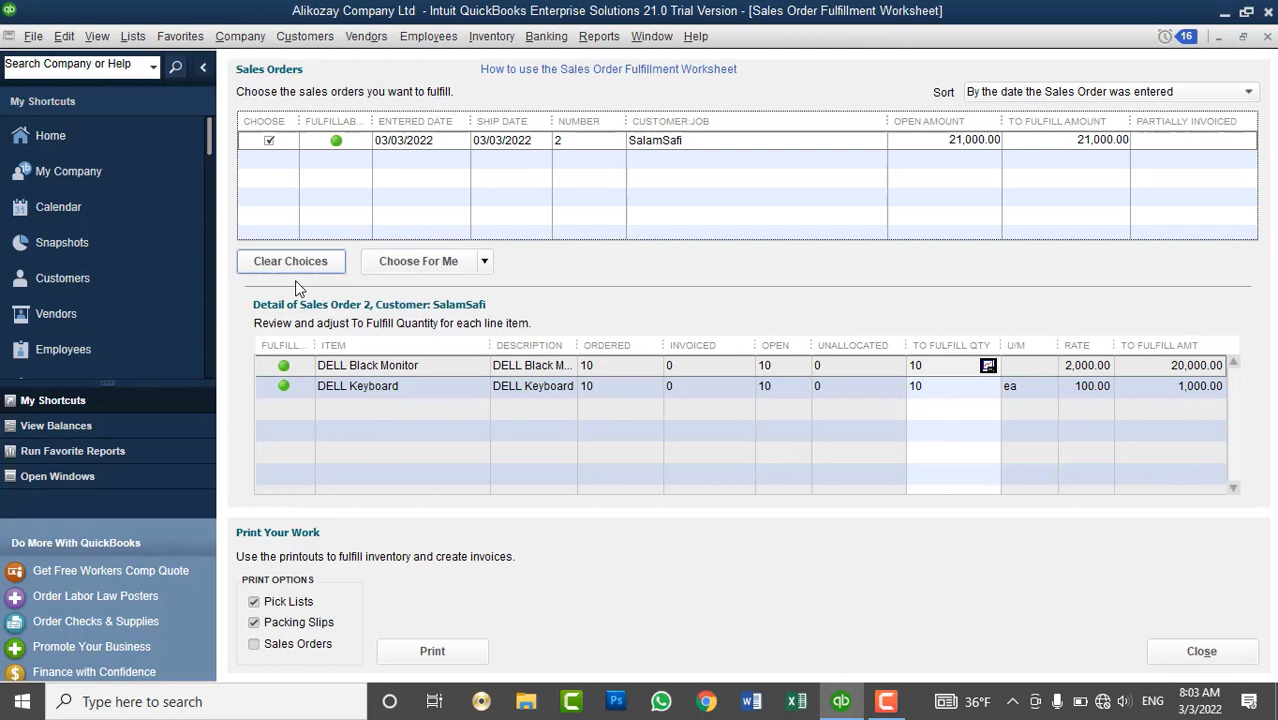 Alikozay Company Ltd - Intuit QuickBooks Enterprise Solutions 21.0 Trial Version - [Sales Order Fulfillment Worksheet]
File Edit View Lists Favorites Company Customers Vendors Employees Inventory Banking Reports Window Help 16
Search Company or Help
My Shortcuts
Home
My Company
Calendar
Snapshots
Customers
Vendors
Employees
My Shortcuts
View Balances
Run Favorite Reports
Open Windows
Do More With QuickBooks
Get Free Workers Comp Quote
Order Labor Law Posters
Order Checks & Supplies
Promote Your Business
Finance with Confidence
Sales Orders How to use the Sales Order Fulfillment Worksheet
Choose the sales orders you want to fulfill. Sort By the date the Sales Order was entered
CHOOSE FULFILLAB... ENTERED DATE SHIP DATE NUMBER CUSTOMER:JOB OPEN AMOUNT TO FULFILL AMOUNT PARTIALLY INVOICED
03/03/2022 03/03/2022 2 SalamSafi 21,000.00 21,000.00
Clear Choices Choose For Me
Detail of Sales Order 2, Customer: SalamSafi
Review and adjust To Fulfill Quantity for each line item.
FULFILL... ITEM DESCRIPTION ORDERED INVOICED OPEN UNALLOCATED TO FULFILL QTY U/M RATE TO FULFILL AMT
DELL Black Monitor DELL Black M... 10 0 10 0 10 2,000.00 20,000.00
DELL Keyboard DELL Keyboard 10 0 10 0 10 ea 100.00 1,000.00
Print Your Work
Use the printouts to fulfill inventory and create invoices.
PRINT OPTIONS
Pick Lists
Packing Slips
Sales Orders
Print Close
Type here to search 36°F ENG 8:03 AM
3/3/2022